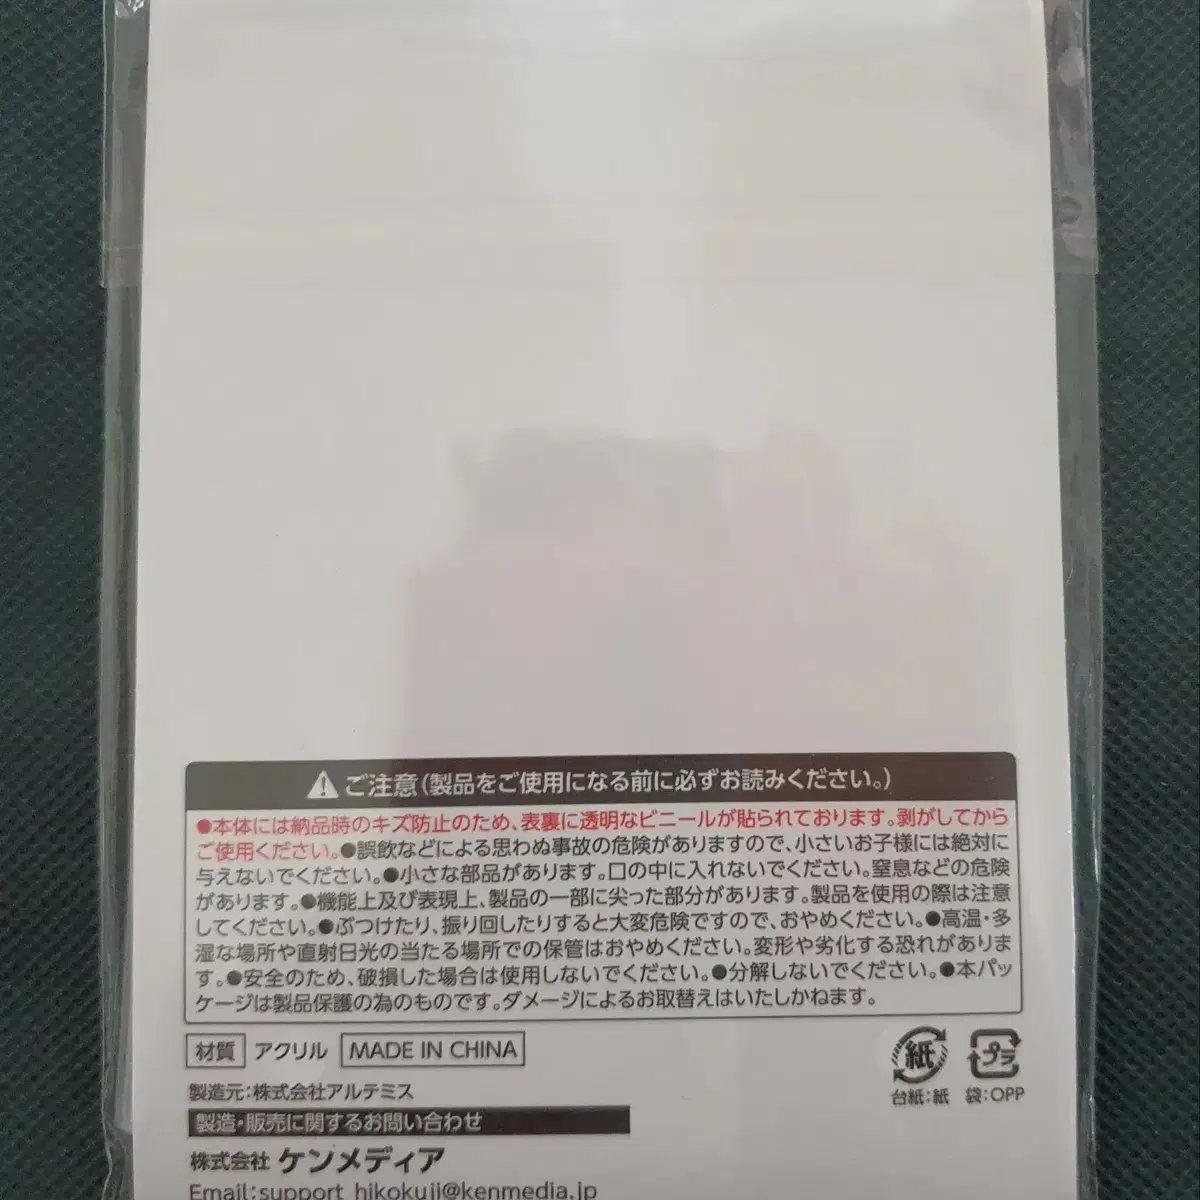 ご注意(製品をご使用になる前に必ずお読みください。)
●本体には納品時のキズ防止のため、表裏に透明なビニールが貼られております。剥がしてから
ご使用ください。●誤飲などによる思わぬ事故の危険がありますので、小さいお子様には絶対に
与えないでください。●小さな部品があります。口の中に入れないでください。窒息などの危険
があります。●機能上及び表現上、製品の一部に尖った部分があります。製品を使用の際は注意
してください。●ぶつけたり、振り回したりすると大変危険ですので、おやめください。●高温・多
湿な場所や直射日光の当たる場所での保管はおやめください。変形や劣化する恐れがありま
す。●安全のため、破損した場合は使用しないでください。●分解しないでください。●本パッ
ケージは製品保護の為のものです。ダメージによるお取替えはいたしかねます。
材質 アクリル MADE IN CHINA
紙 プラ
台紙:紙 袋:OPP
製造元:株式会社アルテミス
製造・販売に関するお問い合わせ
株式会社 ケンメディア
Email:support_hikokuji@kenmedia.jp